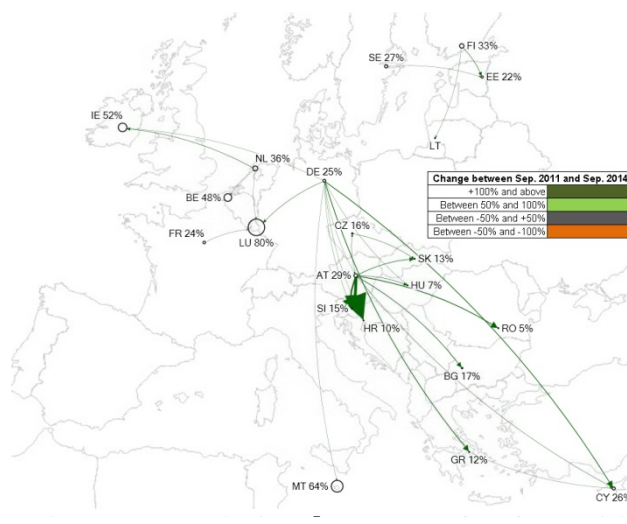 FI 33%
SE 27%
EE 22%
IE 52%
LT
NL 36%
DE 25%
Change between Sep. 2011 and Sep. 2014
+100% and above
Between 50% and 100%
Between -50% and +50%
Between -50% and -100%
BE 48%
CZ 16%
FR 24%
LU 80%
SK 13%
AT 29%
HU 7%
SI 15%
HR 10%
RO 5%
BG 17%
GR 12%
MT 64%
CY 26%